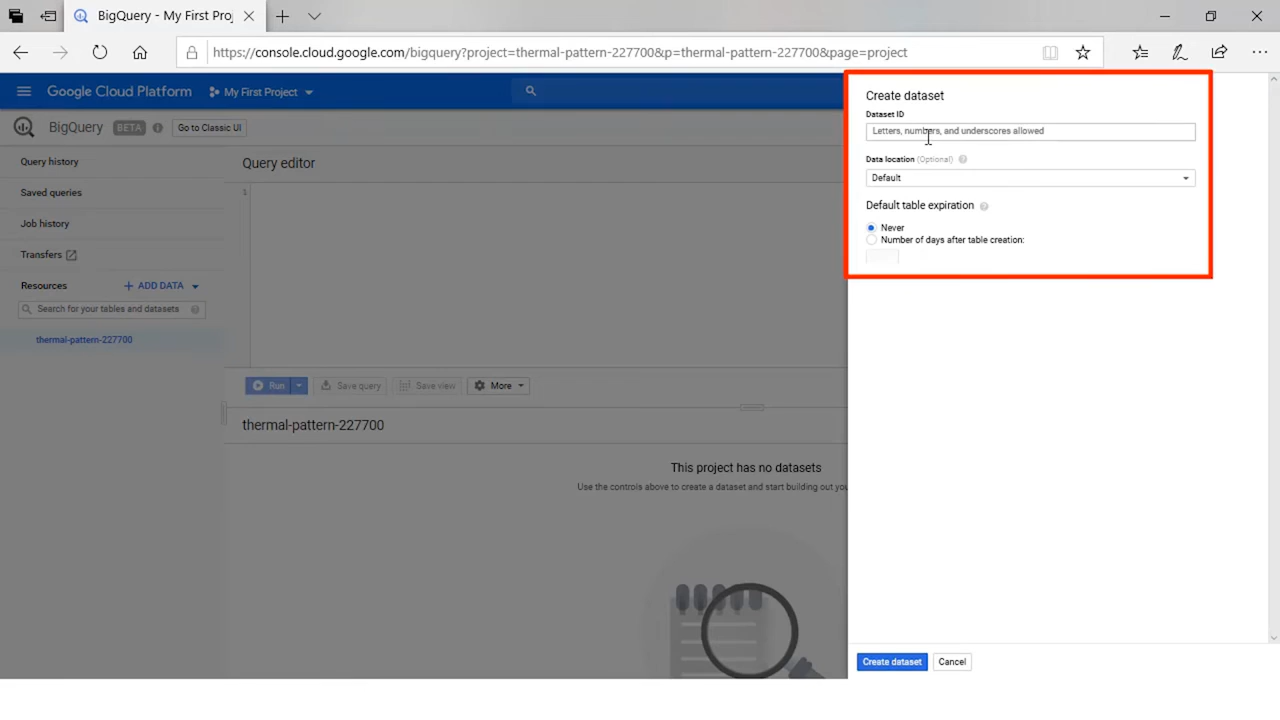 BigQuery - My First Proj
https://console.cloud.google.com/bigquery?project=thermal-pattern-227700&p=thermal-pattern-227700&page=project
Google Cloud Platform
My First Project
BigQuery
BETA
Go to Classic UI
Query history
Saved queries
Job history
Transfers
Resources
ADD DATA
Search for your tables and datasets
thermal-pattern-227700
Query editor
1
Run
Save query
Save view
More
thermal-pattern-227700
This project has no datasets
Use the controls above to create a dataset and start building out you
Create dataset
Dataset ID
Letters, numbers, and underscores allowed
Data location (Optional)
Default
Default table expiration
Never
Number of days after table creation:
Create dataset
Cancel